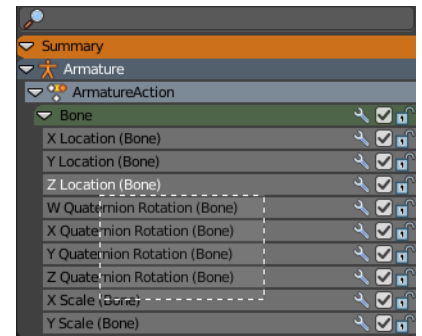 Summary
Armature
ArmatureAction
Bone
X Location (Bone)
Y Location (Bone)
Z Location (Bone)
W Quaternion Rotation (Bone)
X Quaternion Rotation (Bone)
Y Quaternion Rotation (Bone)
Z Quaternion Rotation (Bone)
X Scale (Bone)
Y Scale (Bone)